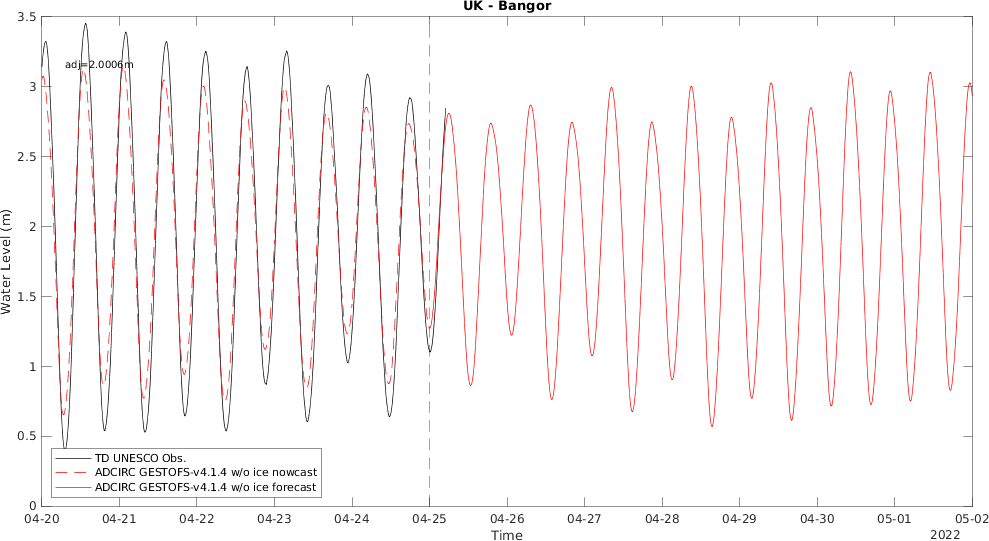 UK - Bangor
3.5
3
2.5
2
1.5
1
0.5
0
Water Level (m)
adj=2.0006m
TD UNESCO Obs.
ADCIRC GESTOFS-v4.1.4 w/o ice nowcast
ADCIRC GESTOFS-v4.1.4 w/o ice forecast
04-20 04-21 04-22 04-23 04-24 04-25 04-26 04-27 04-28 04-29 04-30 05-01 05-02
Time
2022